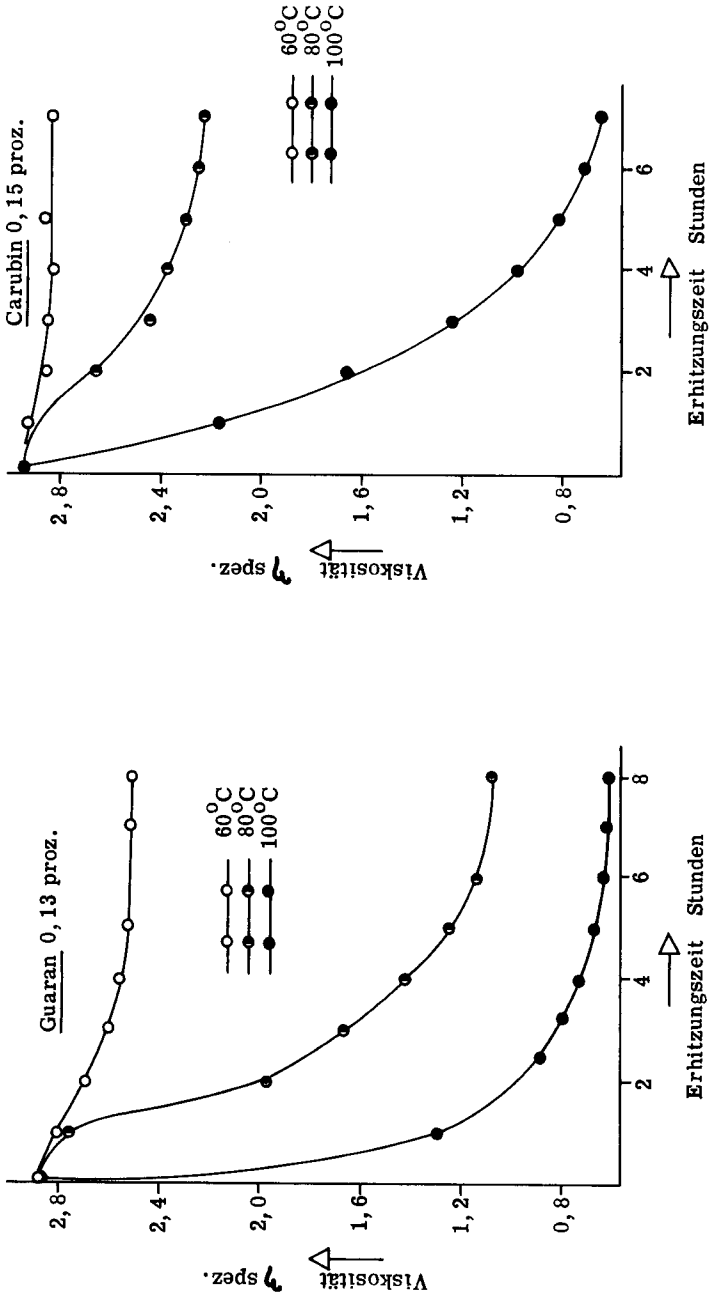 Guaran 0,13 proz.
60°C
80°C
100°C
2,8
2,4
2,0
1,6
1,2
0,8
Viskosität
η spez.
2
4
6
8
Erhitzungszeit Stunden
Carubin 0,15 proz.
60°C
80°C
100°C
2,8
2,4
2,0
1,6
1,2
0,8
Viskosität
η spez.
2
4
6
Erhitzungszeit Stunden